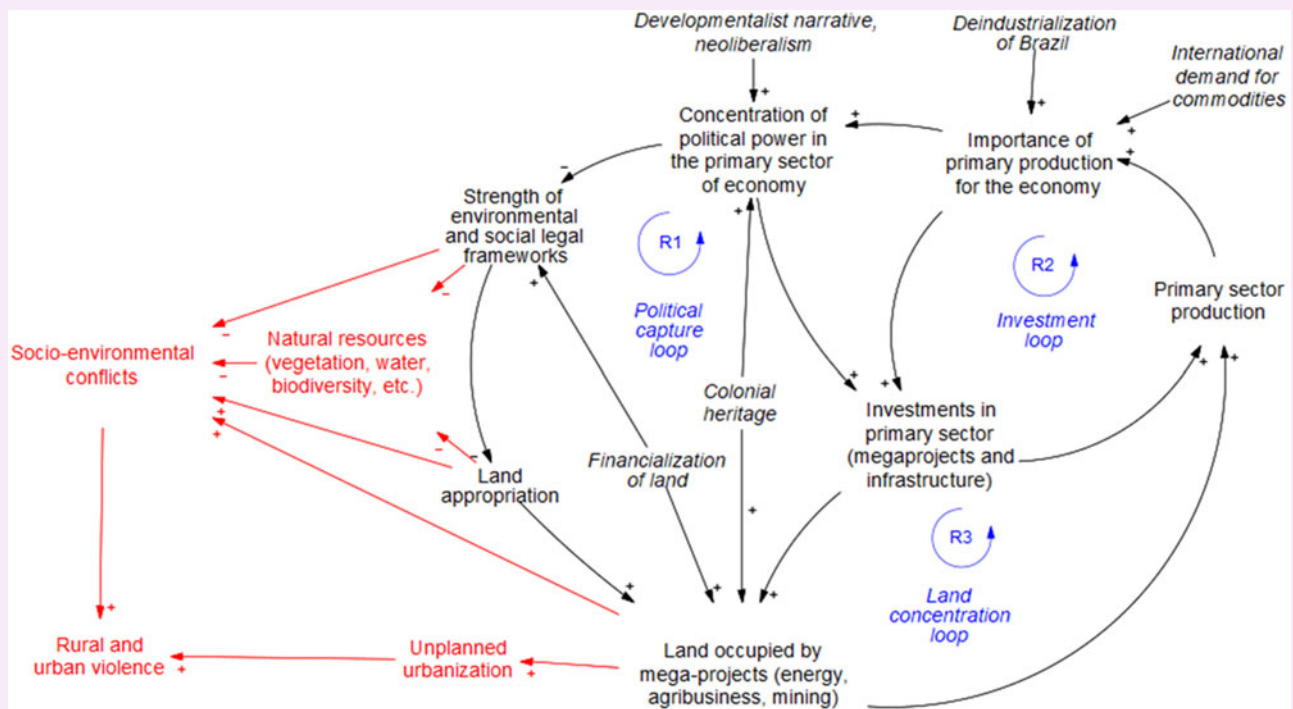 Developmentalist narrative,
neoliberalism
Deindustrialization
of Brazil
International
demand for
commodities
+
+
+
+
+
Concentration of
political power in
the primary sector
of economy
Importance of
primary production
for the economy
–
Strength of
environmental
and social legal
frameworks
+
+
R1
Political
capture
loop
R2
Investment
loop
Primary sector
production
–
–
–
Socio-environmental
conflicts
Natural resources
(vegetation, water,
biodiversity, etc.)
+
+
+
+
+
+
Colonial
heritage
Investments in
primary sector
(megaprojects and
infrastructure)
–
–
Land
appropriation
Financialization
of land
+
R3
Land
concentration
loop
+
+
+
+
Rural and
urban violence
+
Unplanned
urbanization
+
Land occupied by
mega-projects (energy,
agribusiness, mining)